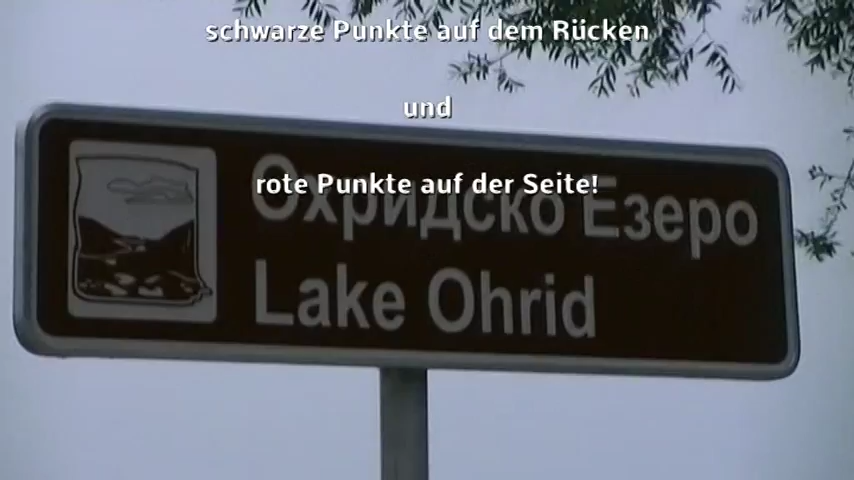 schwarze Punkte auf dem Rücken
und
rote Punkte auf der Seite!
Охридско Езеро
Lake Ohrid